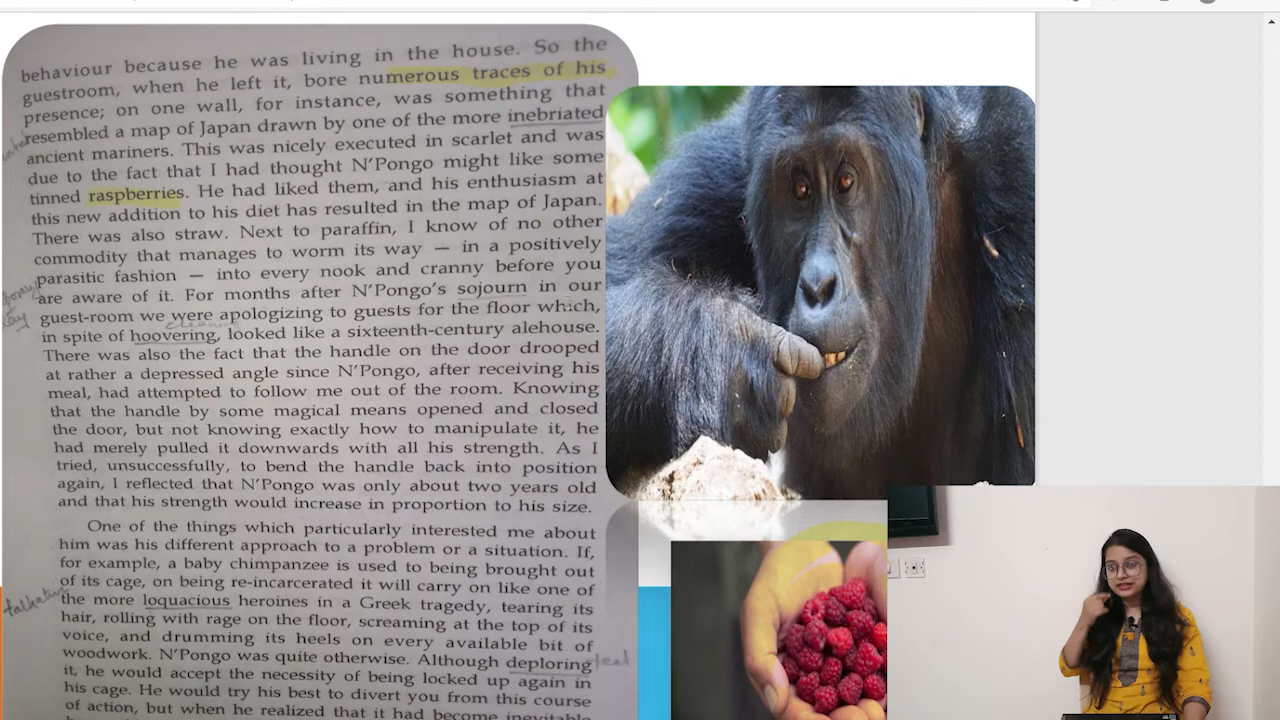 behaviour because he was living in the house. So the
guestroom, when he left it, bore numerous traces of his
presence; on one wall, for instance, was something that
resembled a map of Japan drawn by one of the more inebriated
ancient mariners. This was nicely executed in scarlet and was
due to the fact that I had thought N'Pongo might like some
tinned raspberries. He had liked them, and his enthusiasm at
this new addition to his diet has resulted in the map of Japan.
There was also straw. Next to paraffin, I know of no other
commodity that manages to worm its way — in a positively
parasitic fashion — into every nook and cranny before you
are aware of it. For months after N'Pongo's sojourn in our
guest-room we were apologizing to guests for the floor which,
cleaning
in spite of hoovering, looked like a sixteenth-century alehouse.
There was also the fact that the handle on the door drooped
at rather a depressed angle since N'Pongo, after receiving his
meal, had attempted to follow me out of the room. Knowing
that the handle by some magical means opened and closed
the door, but not knowing exactly how to manipulate it, he
had merely pulled it downwards with all his strength. As I
tried, unsuccessfully, to bend the handle back into position
again, I reflected that N'Pongo was only about two years old
and that his strength would increase in proportion to his size.
One of the things which particularly interested me about
him was his different approach to a problem or a situation. If,
for example, a baby chimpanzee is used to being brought out
of its cage, on being re-incarcerated it will carry on like one of
talkative
the more loquacious heroines in a Greek tragedy, tearing its
hair, rolling with rage on the floor, screaming at the top of its
voice, and drumming its heels on every available bit of
woodwork. N'Pongo was quite otherwise. Although deploring
it, he would accept the necessity of being locked up again in
his cage. He would try his best to divert you from this course
of action, but when he realized that it had become inevitable